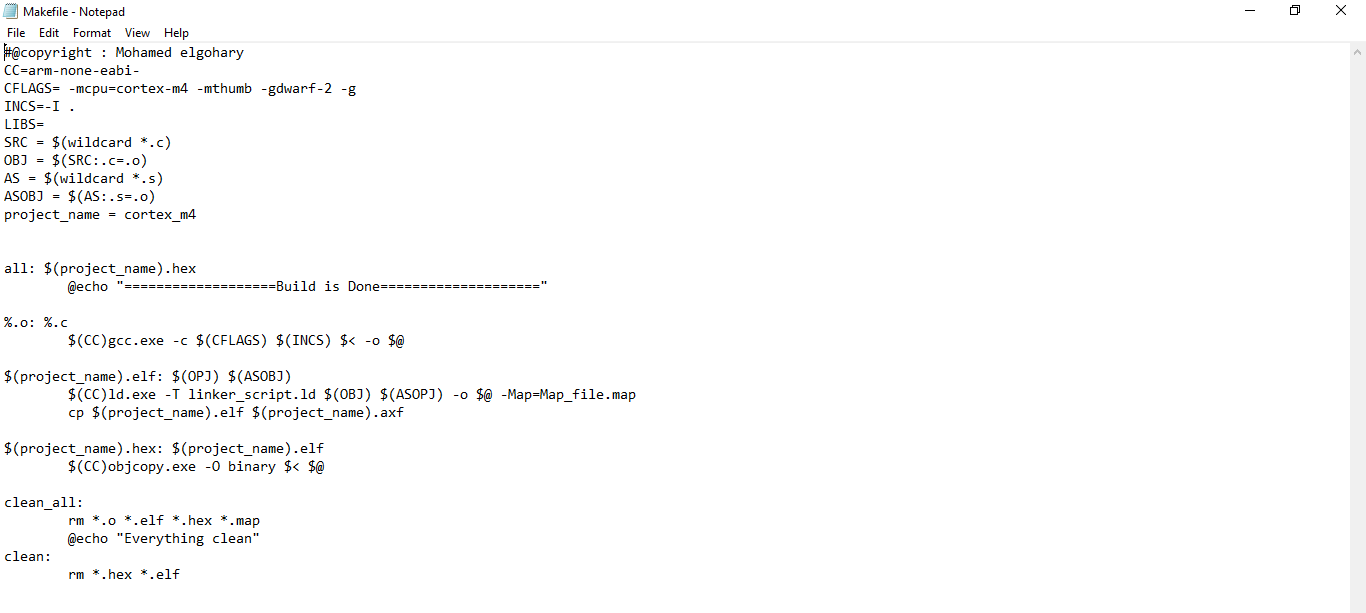 Makefile - Notepad
File Edit Format View Help
#@copyright : Mohamed elgohary
CC=arm-none-eabi-
CFLAGS= -mcpu=cortex-m4 -mthumb -gdwarf-2 -g
INCS=-I .
LIBS=
SRC = $(wildcard *.c)
OBJ = $(SRC:.c=.o)
AS = $(wildcard *.s)
ASOBJ = $(AS:.s=.o)
project_name = cortex_m4
all: $(project_name).hex
@echo "===================Build is Done===================="
%.o: %.c
$(CC)gcc.exe -c $(CFLAGS) $(INCS) $< -o $@
$(project_name).elf: $(OPJ) $(ASOBJ)
$(CC)ld.exe -T linker_script.ld $(OBJ) $(ASOPJ) -o $@ -Map=Map_file.map
cp $(project_name).elf $(project_name).axf
$(project_name).hex: $(project_name).elf
$(CC)objcopy.exe -O binary $< $@
clean_all:
rm *.o *.elf *.hex *.map
@echo "Everything clean"
clean:
rm *.hex *.elf